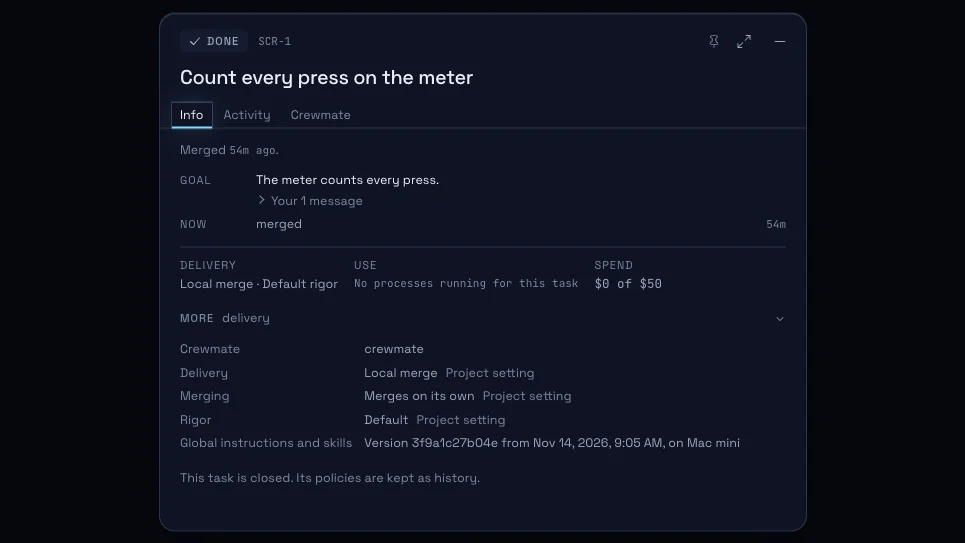 DONE SCR-1
Count every press on the meter
Info Activity Crewmate
Merged 54m ago.
GOAL The meter counts every press.
Your 1 message
NOW merged 54m
DELIVERY USE SPEND
Local merge · Default rigor No processes running for this task $0 of $50
MORE delivery
Crewmate crewmate
Delivery Local merge Project setting
Merging Merges on its own Project setting
Rigor Default Project setting
Global instructions and skills Version 3f9a1c27b04e from Nov 14, 2026, 9:05 AM, on Mac mini
This task is closed. Its policies are kept as history.